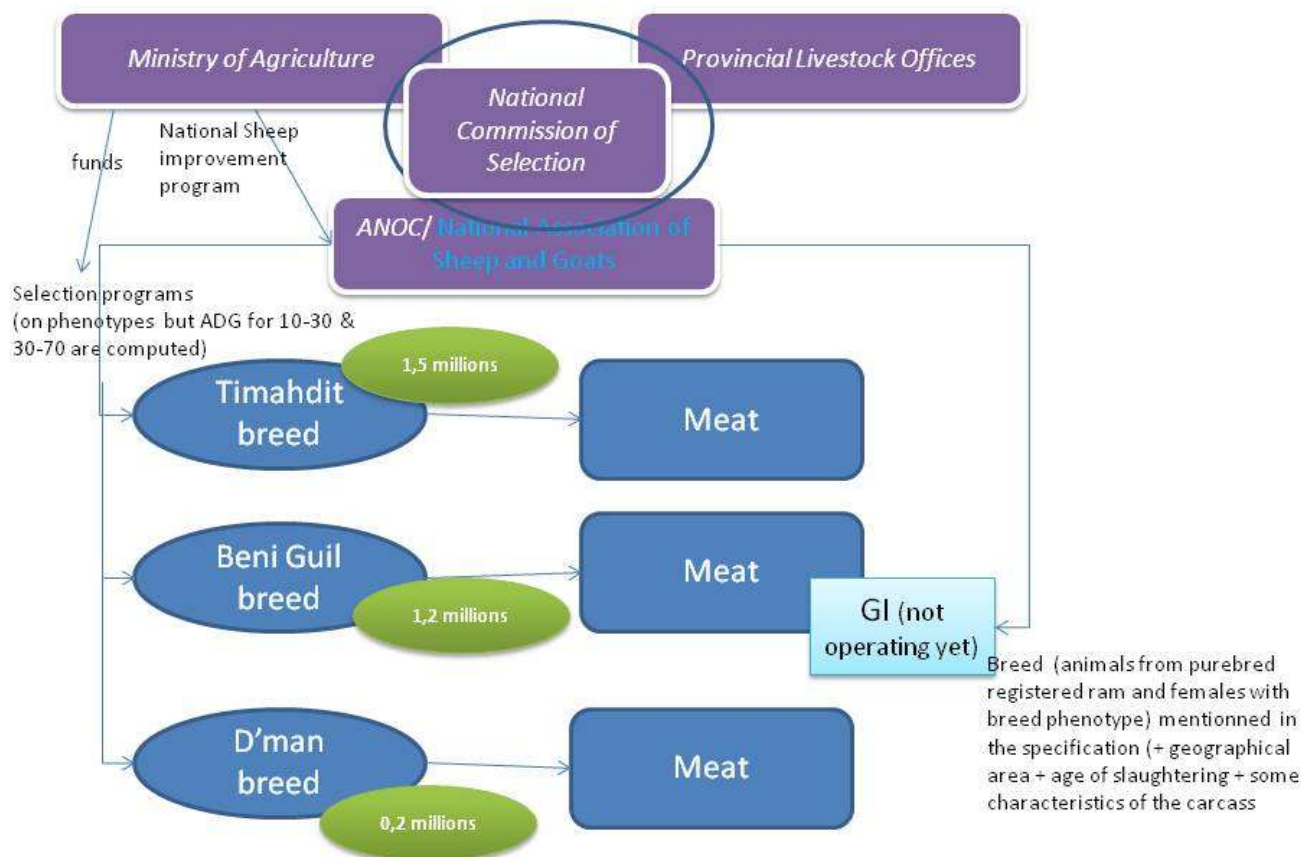 Ministry of Agriculture
Provincial Livestock Offices
National
Commission of
Selection
funds
National Sheep
improvement
program
ANOC/ National Association of
Sheep and Goats
Selection programs
(on phenotypes but ADG for 10-30 &
30-70 are computed)
1,5 millions
Timahdit
breed
Meat
Beni Guil
breed
Meat
1,2 millions
GI (not
operating yet)
Breed (animals from purebred
registered ram and females with
breed phenotype) mentionned in
the specification (+ geographical
area + age of slaughtering + some
characteristics of the carcass
D'man
breed
Meat
0,2 millions